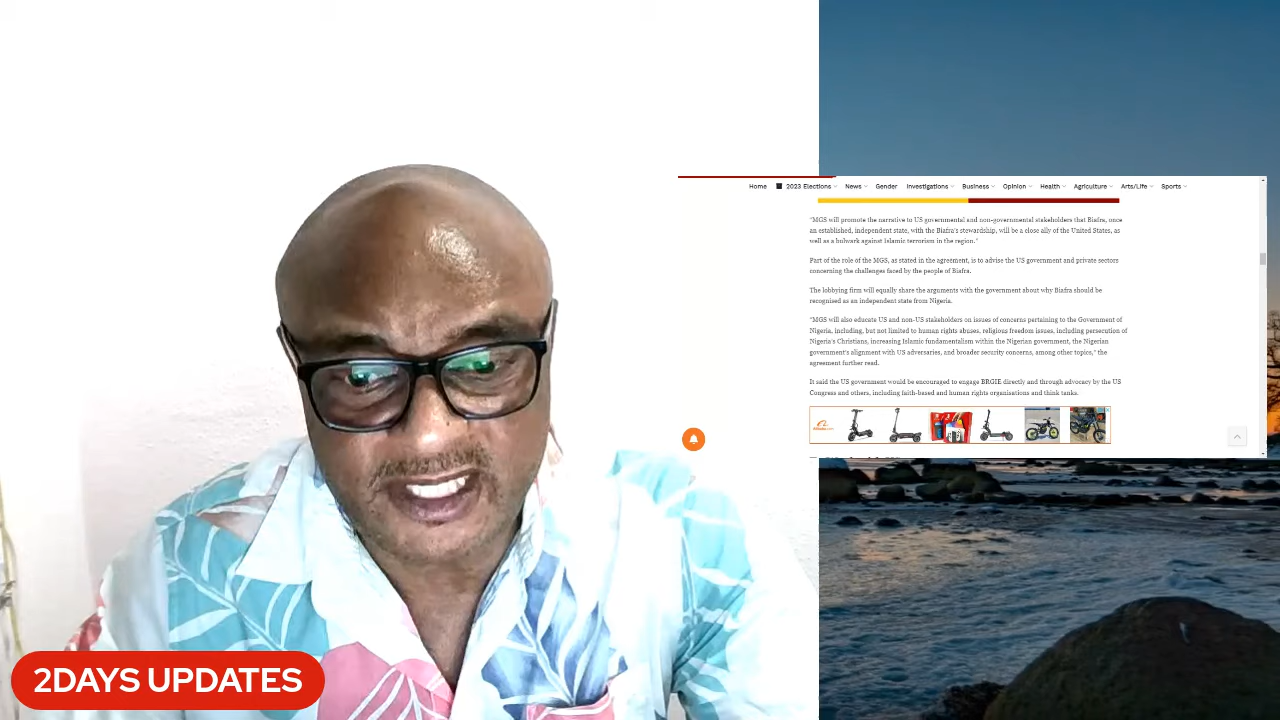 Home 2023 Elections News Gender Investigations Business Opinion Health Agriculture Arts/Life Sports
"MGS will promote the narrative to US governmental and non-governmental stakeholders that Biafra, once
an established, independent state, with the Biafra's stewardship, will be a close ally of the United States, as
well as a bulwark against Islamic terrorism in the region."
Part of the role of the MGS, as stated in the agreement, is to advise the US government and private sectors
concerning the challenges faced by the people of Biafra.
The lobbying firm will equally share the arguments with the government about why Biafra should be
recognised as an independent state from Nigeria.
"MGS will also educate US and non-US stakeholders on issues of concerns pertaining to the Government of
Nigeria, including, but not limited to human rights abuses, religious freedom issues, including persecution of
Nigeria's Christians, increasing Islamic fundamentalism within the Nigerian government, the Nigerian
government's alignment with US adversaries, and broader security concerns, among other topics," the
agreement further read.
It said the US government would be encouraged to engage BRGIE directly and through advocacy by the US
Congress and others, including faith-based and human rights organisations and think tanks.
2DAYS UPDATES